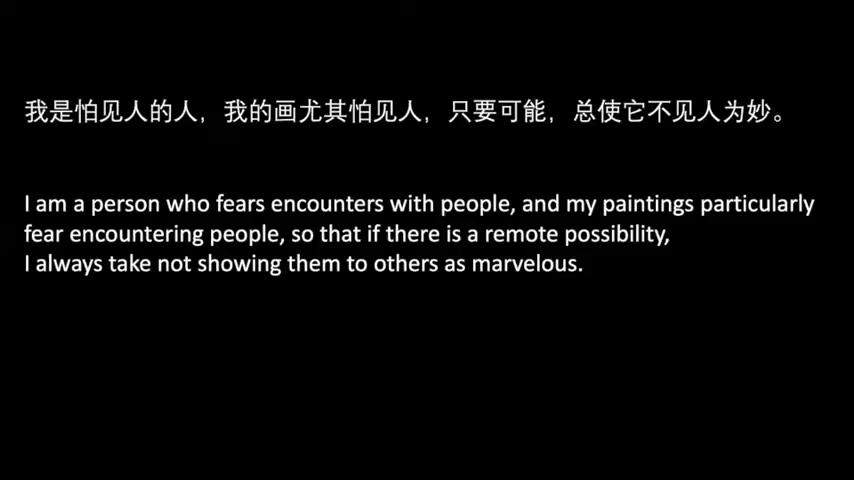 我是怕见人的人，我的画尤其怕见人，只要可能，总使它不见人为妙。
I am a person who fears encounters with people, and my paintings particularly
fear encountering people, so that if there is a remote possibility,
I always take not showing them to others as marvelous.